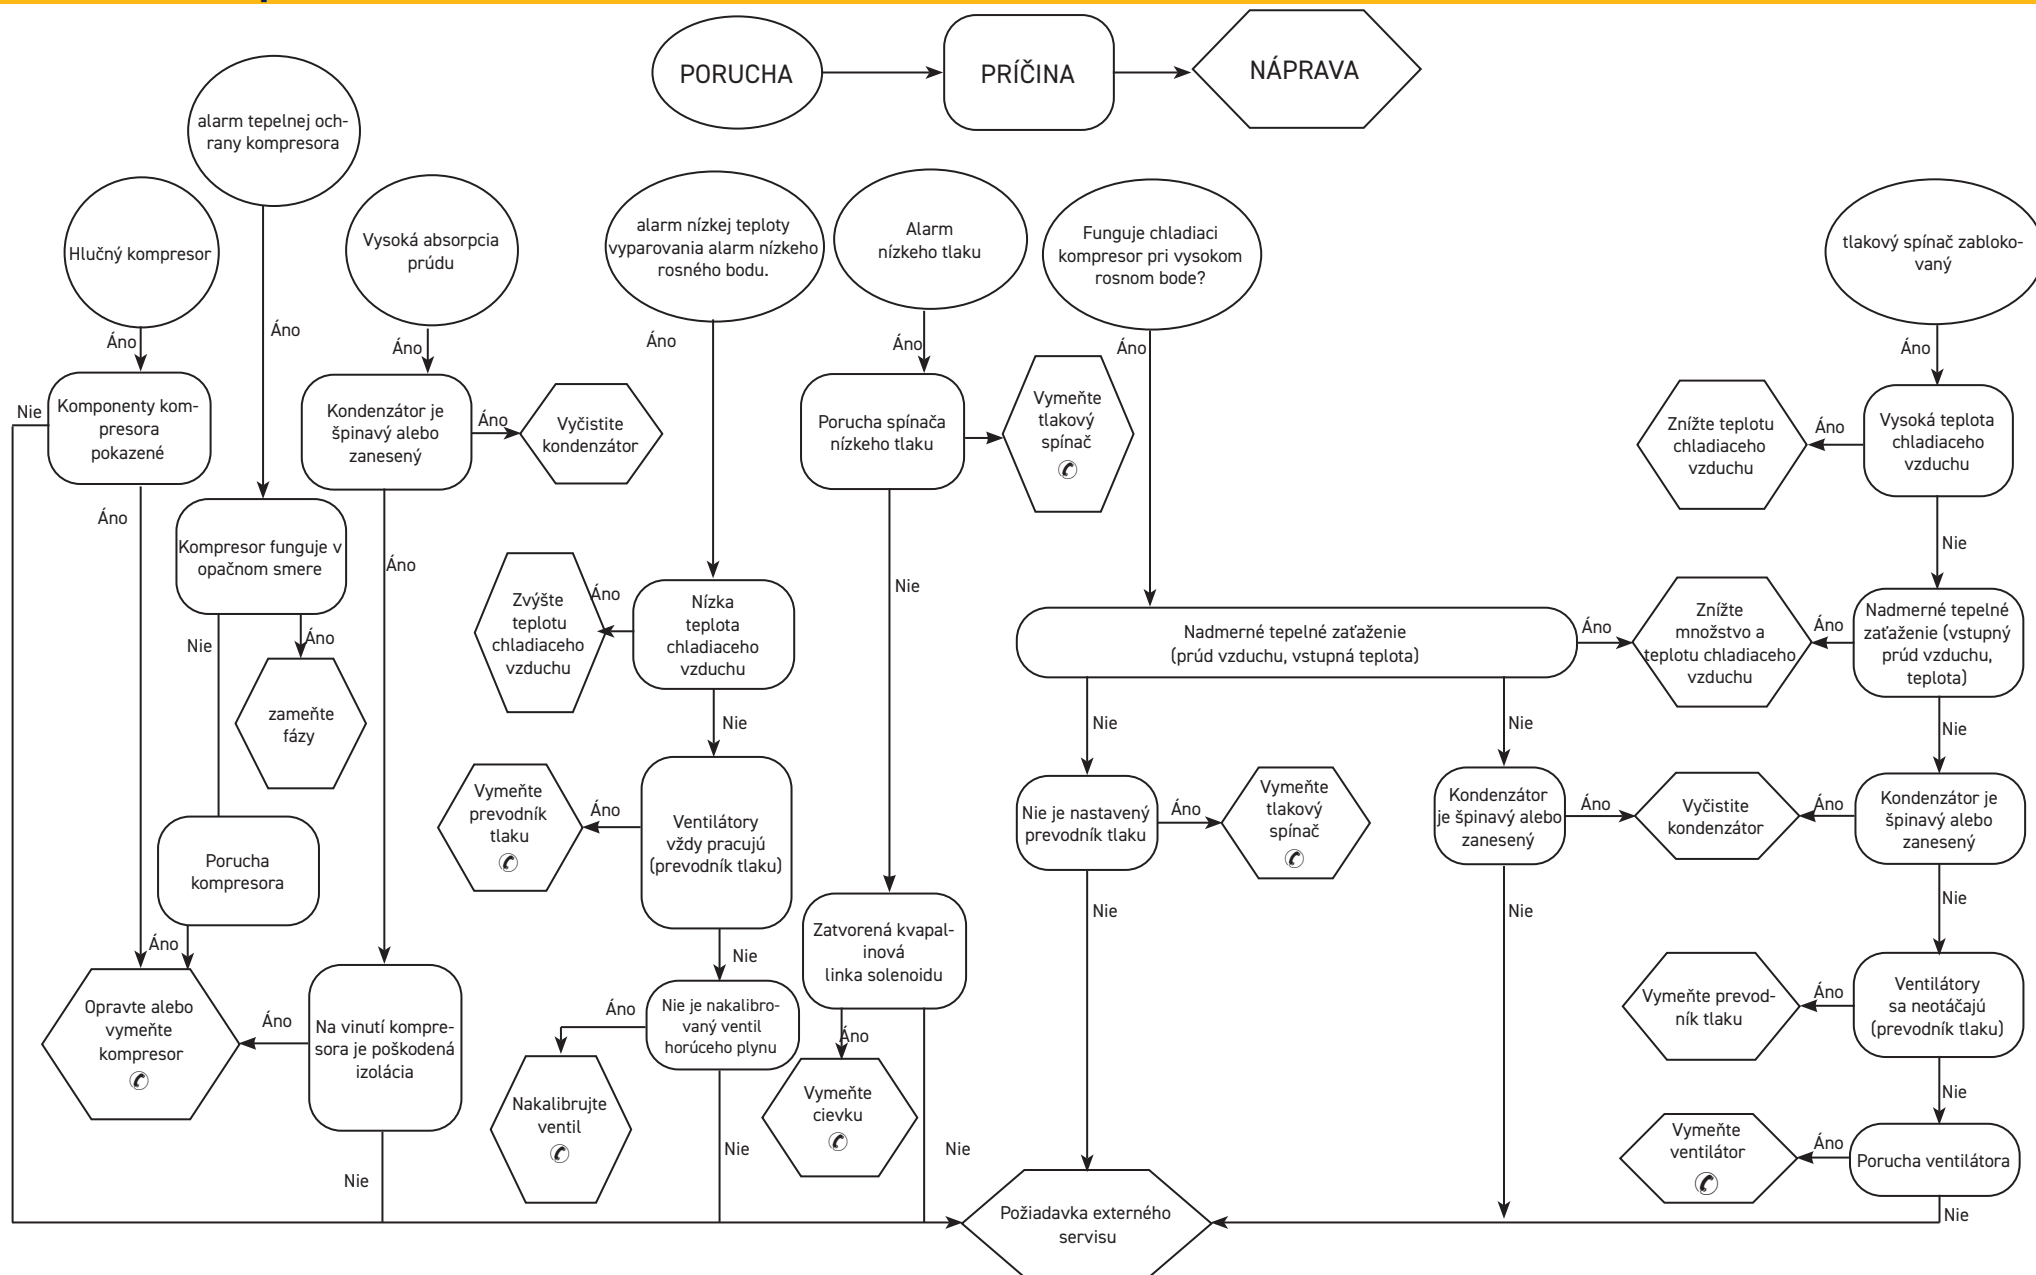 PORUCHA
PRÍČINA
NÁPRAVA
alarm tepelnej och-
rany kompresora
Hlučný kompresor
Vysoká absorpcia
prúdu
alarm nízkej teploty
vyparovania alarm nízkeho
rosného bodu.
Alarm
nízkeho tlaku
Funguje chladiaci
kompresor pri vysokom
rosnom bode?
tlakový spínač zabloko-
vaný
Áno
Áno
Áno
Áno
Áno
Áno
Áno
Nie
Komponenty kom-
presora
pokazené
Kondenzátor je
špinavý alebo
zanesený
Áno
Vyčistite
kondenzátor
Porucha spínača
nízkeho tlaku
Vymeňte
tlakový
spínač
Znížte teplotu
chladiaceho
vzduchu
Áno
Vysoká teplota
chladiaceho
vzduchu
Áno
Kompresor funguje v
opačnom smere
Áno
Nie
Nie
Zvýšte
teplotu
chladiaceho
vzduchu
Áno
Nízka
teplota
chladiaceho
vzduchu
Nadmerné tepelné zaťaženie
(prúd vzduchu, vstupná teplota)
Áno
Znížte
množstvo a
teplotu chladiaceho
vzduchu
Áno
Nadmerné tepelné
zaťaženie (vstupný
prúd vzduchu,
teplota)
Nie
Áno
zameňte
fázy
Nie
Nie
Nie
Nie
Vymeňte
prevodník
tlaku
Áno
Ventilátory
vždy pracujú
(prevodník tlaku)
Nie je nastavený
prevodník tlaku
Áno
Vymeňte
tlakový
spínač
Kondenzátor
je špinavý alebo
zanesený
Áno
Vyčistite
kondenzátor
Áno
Kondenzátor je
špinavý alebo
zanesený
Porucha
kompresora
Nie
Nie
Nie
Áno
Nie
Zatvorená kvapal-
inová
linka solenoidu
Opravte alebo
vymeňte
kompresor
Áno
Na vinutí kompre-
sora je poškodená
izolácia
Áno
Nie je nakalibro-
vaný ventil
horúceho plynu
Áno
Vymeňte prevod-
ník tlaku
Áno
Ventilátory
sa neotáčajú
(prevodník tlaku)
Nakalibrujte
ventil
Vymeňte
cievku
Nie
Nie
Nie
Nie
Vymeňte
ventilátor
Áno
Porucha ventilátora
Požiadavka externého
servisu
Nie